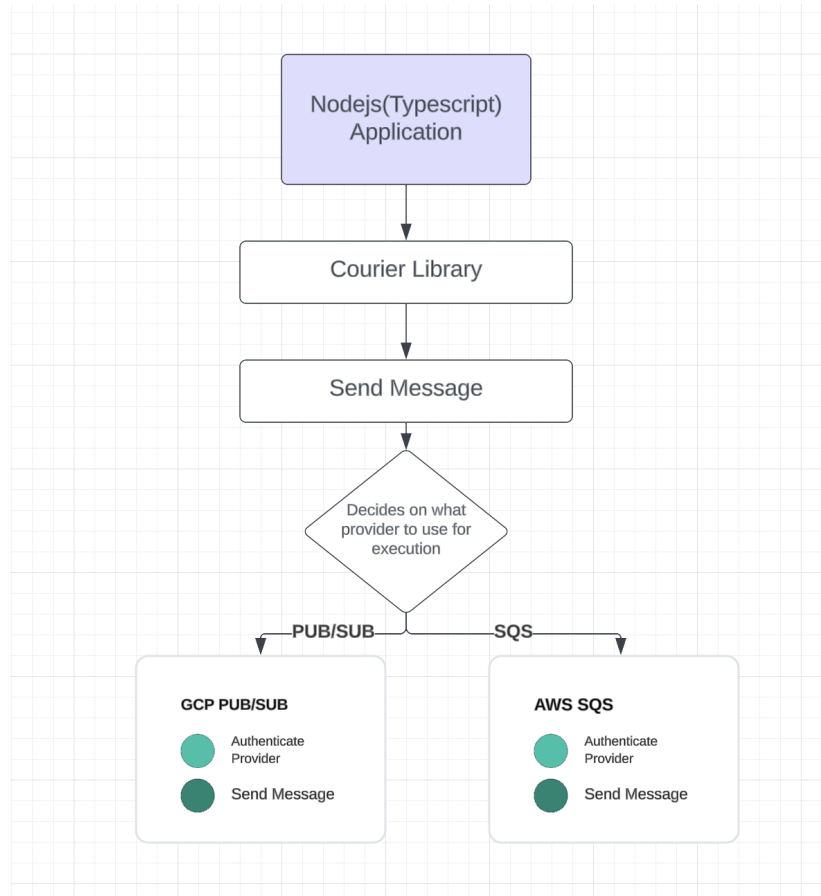 Nodejs(Typescript)
Application
Courier Library
Send Message
Decides on what
provider to use for
execution
PUB/SUB
SQS
GCP PUB/SUB
Authenticate
Provider
Send Message
AWS SQS
Authenticate
Provider
Send Message